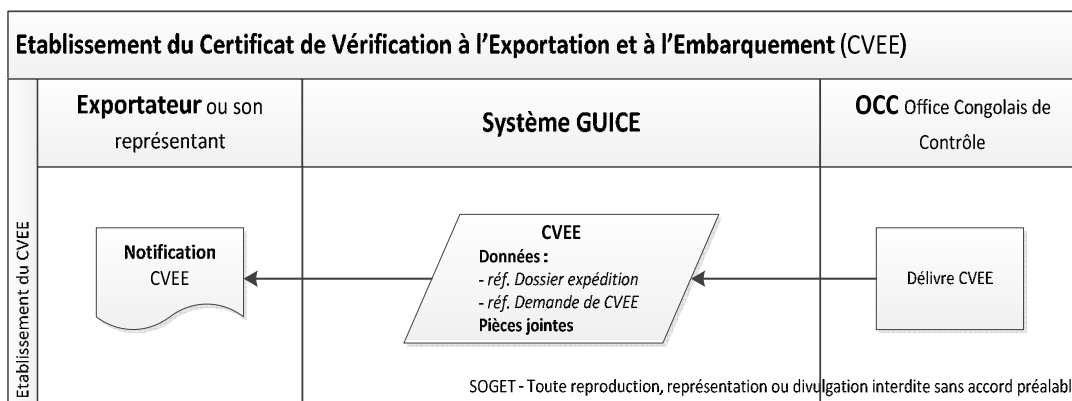 Etablissement du Certificat de Vérification à l'Exportation et à l'Embarquement (CVEE)
Exportateur ou son
représentant
Système GUICE
OCC Office Congolais de
Contrôle
Etablissement du CVEE
Notification
CVEE
CVEE
Données :
- réf. Dossier expédition
- réf. Demande de CVEE
Pièces jointes
Délivre CVEE
SOGET - Toute reproduction, représentation ou divulgation interdite sans accord préalabl